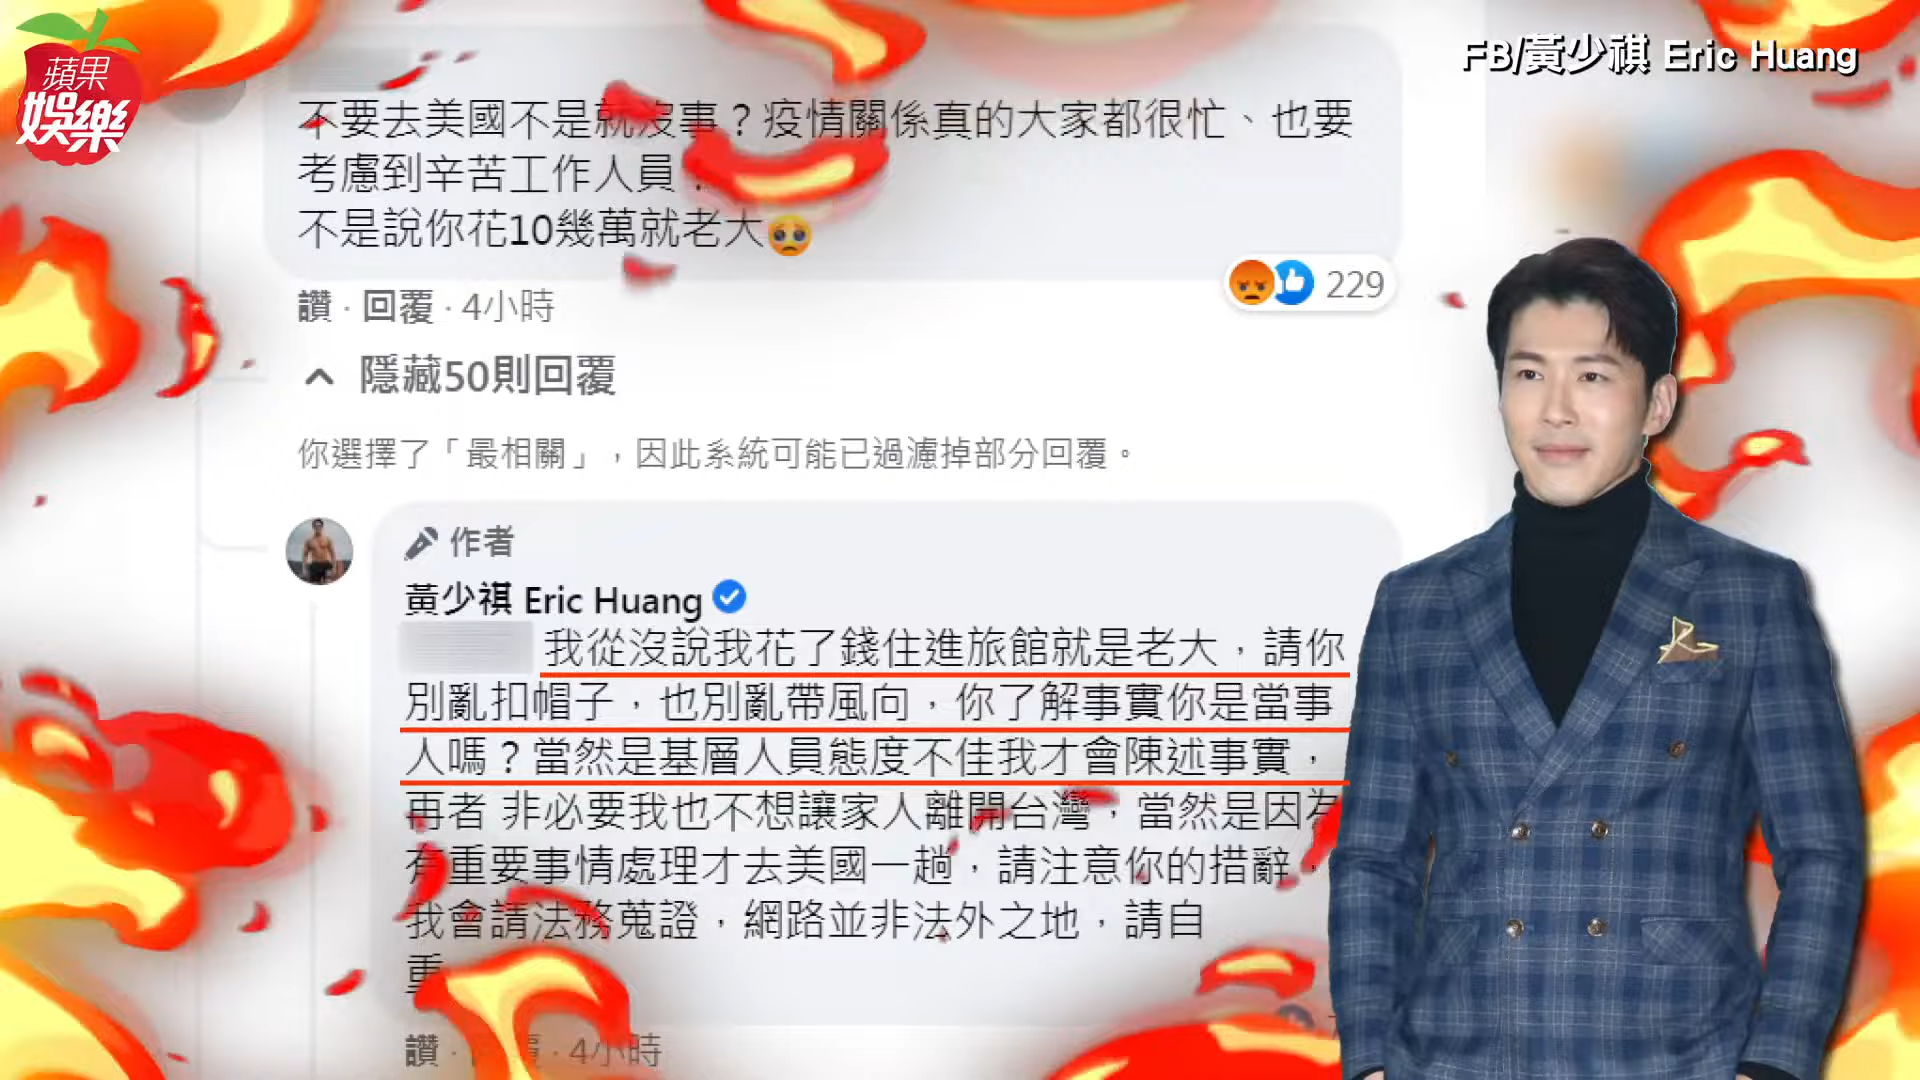 蘋果
娛樂
FB/黃少祺 Eric Huang
不要去美國不是就沒事？疫情關係真的大家都很忙、也要
考慮到辛苦工作人員！
不是說你花10幾萬就老大
229
讚 · 回覆 · 4小時
隱藏50則回覆
你選擇了「最相關」，因此系統可能已過濾掉部分回覆。
作者
黃少祺 Eric Huang
我從沒說我花了錢住進旅館就是老大，請你
別亂扣帽子，也別亂帶風向，你了解事實你是當事
人嗎？當然是基層人員態度不佳我才會陳述事實，
再者 非必要我也不想讓家人離開台灣，當然是因為
有重要事情處理才去美國一趟，請注意你的措辭，
我會請法務蒐證，網路並非法外之地，請自
重
讚 · 回覆 · 4小時